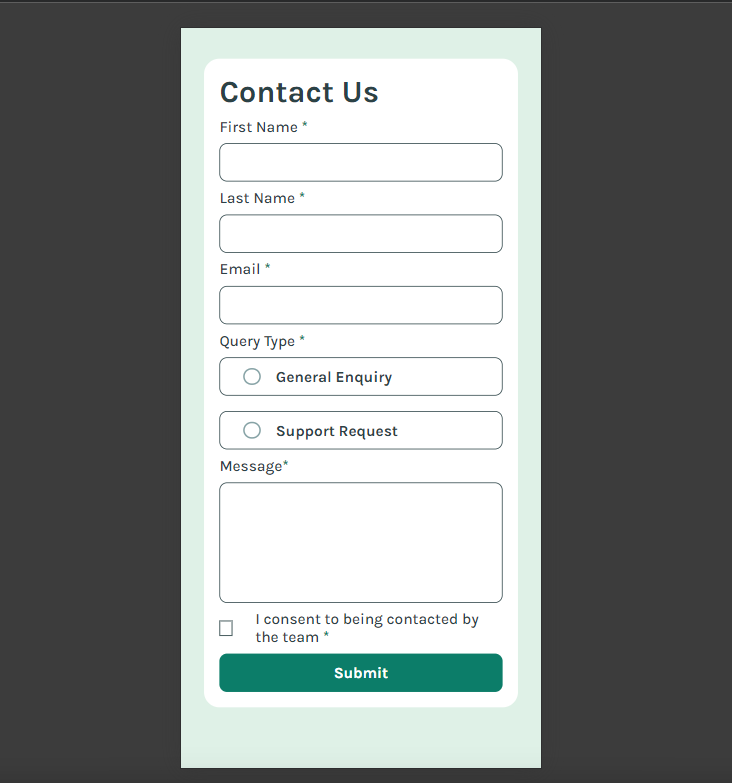 Contact Us
First Name *
Last Name *
Email *
Query Type *
General Enquiry
Support Request
Message*
I consent to being contacted by
the team *
Submit